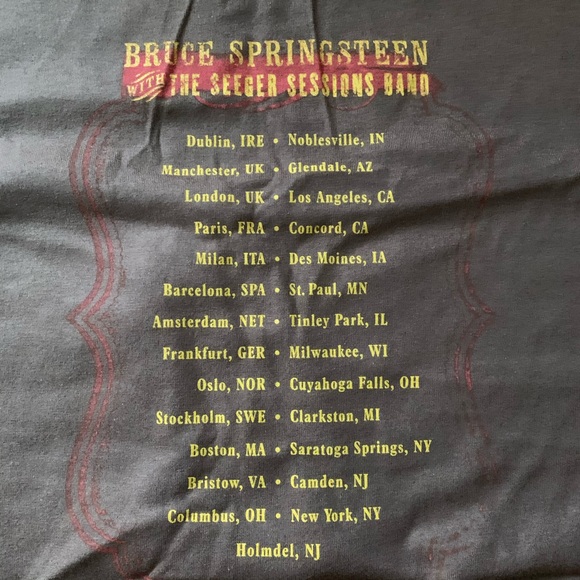 BRUCE SPRINGSTEEN
WITH THE SEEGER SESSIONS BAND
Dublin, IRE • Noblesville, IN
Manchester, UK • Glendale, AZ
London, UK • Los Angeles, CA
Paris, FRA • Concord, CA
Milan, ITA • Des Moines, IA
Barcelona, SPA • St. Paul, MN
Amsterdam, NET • Tinley Park, IL
Frankfurt, GER • Milwaukee, WI
Oslo, NOR • Cuyahoga Falls, OH
Stockholm, SWE • Clarkston, MI
Boston, MA • Saratoga Springs, NY
Bristow, VA • Camden, NJ
Columbus, OH • New York, NY
Holmdel, NJ